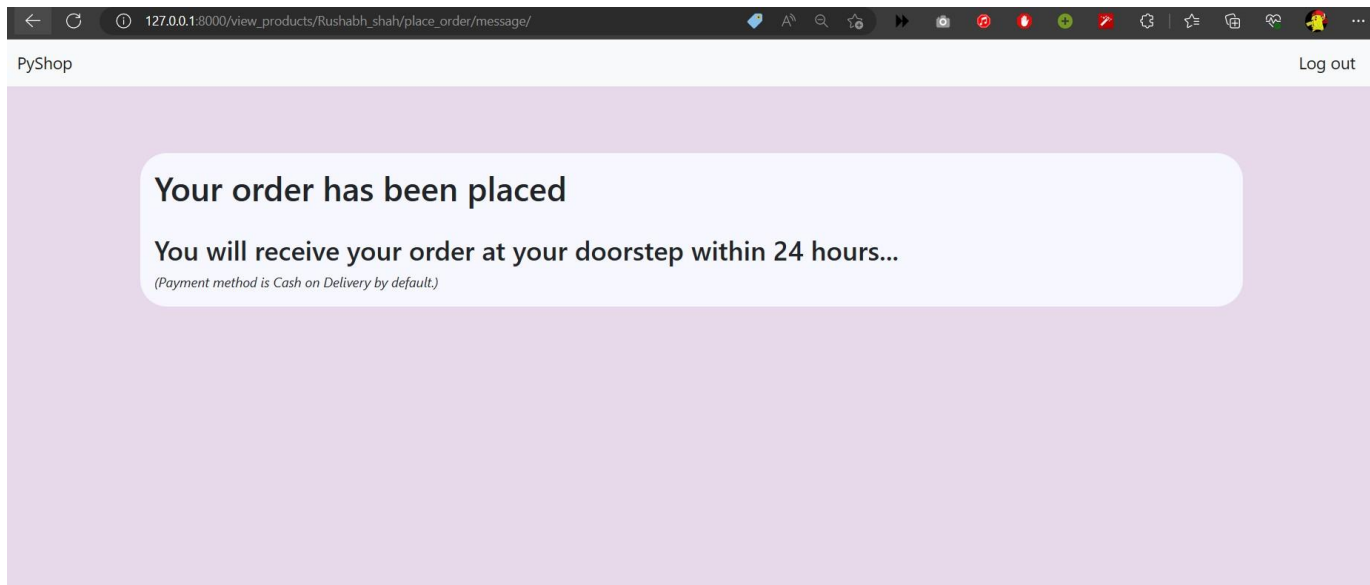 127.0.0.1:8000/view_products/Rushabh_shah/place_order/message/
PyShop
Log out
Your order has been placed
You will receive your order at your doorstep within 24 hours...
(Payment method is Cash on Delivery by default.)